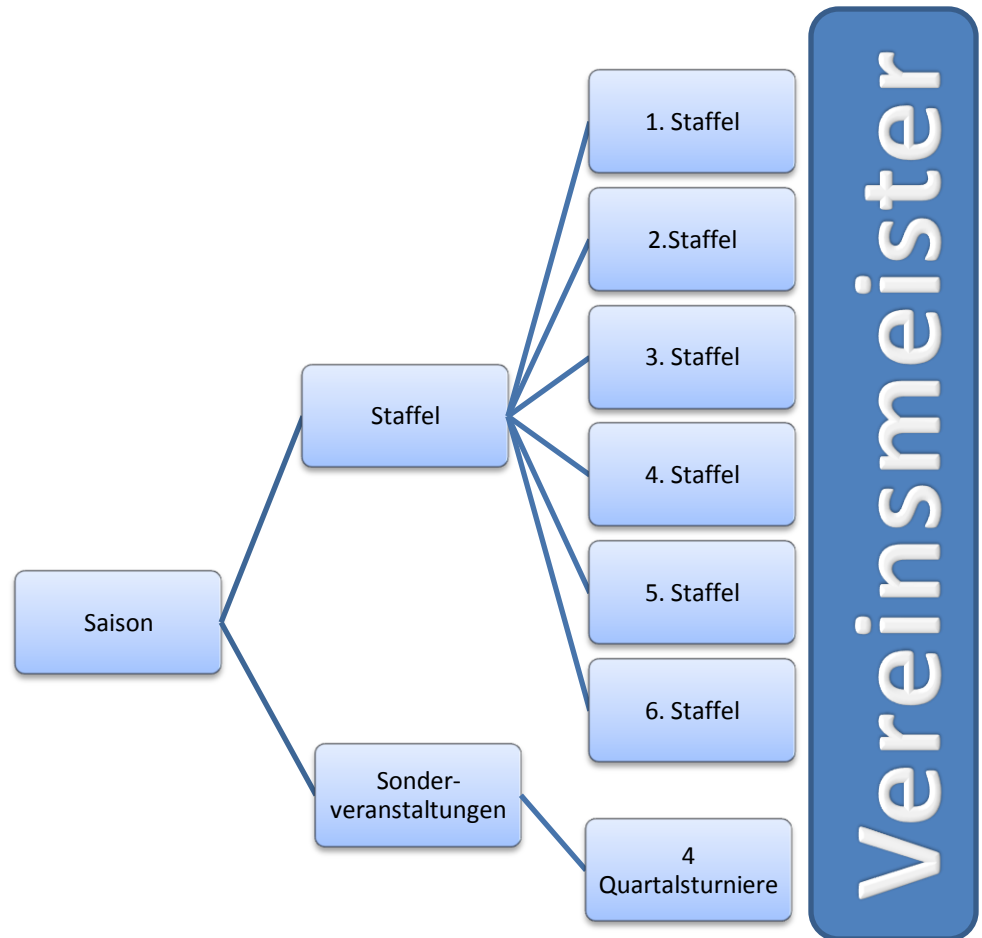 Saison
Staffel
Sonder-
veranstaltungen
1. Staffel
2.Staffel
3. Staffel
4. Staffel
5. Staffel
6. Staffel
4
Quartalsturniere
Vereinsmeister